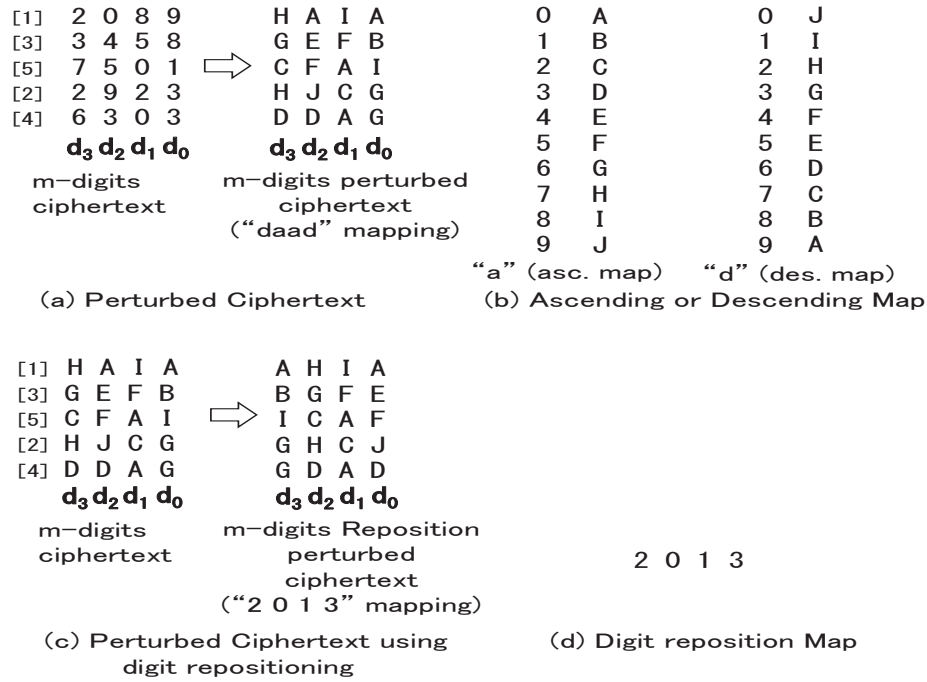 [1] 2 0 8 9 H A I A
[3] 3 4 5 8 G E F B
[5] 7 5 0 1 C F A I
[2] 2 9 2 3 H J C G
[4] 6 3 0 3 D D A G
d3 d2 d1 d0 d3 d2 d1 d0
m-digits
ciphertext
m-digits perturbed
ciphertext
(“daad” mapping)
(a) Perturbed Ciphertext
0 A 0 J
1 B 1 I
2 C 2 H
3 D 3 G
4 E 4 F
5 F 5 E
6 G 6 D
7 H 7 C
8 I 8 B
9 J 9 A
“a” (asc. map) “d” (des. map)
(b) Ascending or Descending Map
[1] H A I A A H I A
[3] G E F B B G F E
[5] C F A I I C A F
[2] H J C G G H C J
[4] D D A G G D A D
d3 d2 d1 d0 d3 d2 d1 d0
m-digits
ciphertext
m-digits Reposition
perturbed
ciphertext
(“2 0 1 3” mapping)
(c) Perturbed Ciphertext using
digit repositioning
2 0 1 3
(d) Digit reposition Map